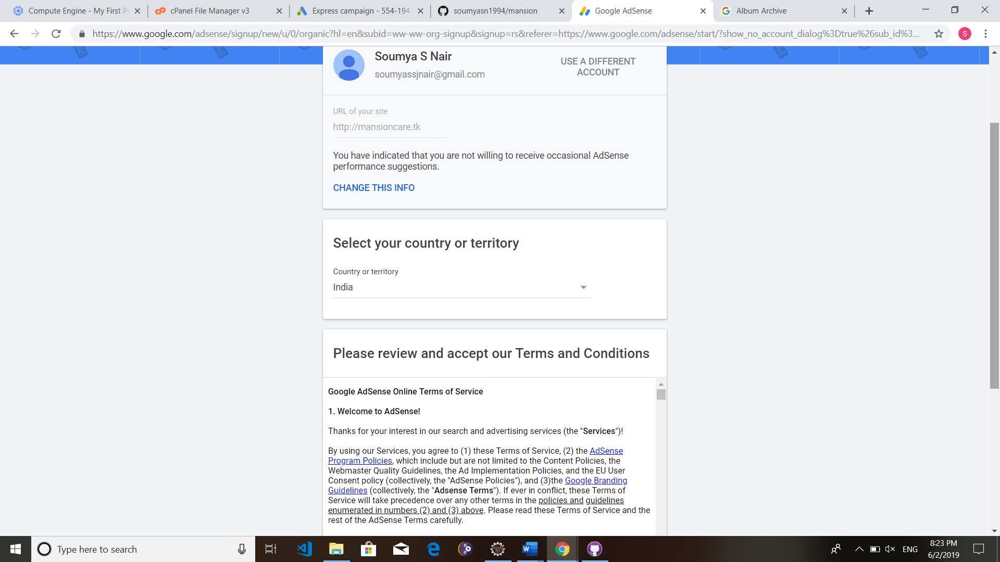 Compute Engine - My First P
cPanel File Manager v3
Express campaign - 554-194-
soumyasn1994/mansion
Google AdSense
Album Archive
https://www.google.com/adsense/signup/new/u/0/organic?hl=en&subid=ww-ww-org-signup&signup=rs&referer=https://www.google.com/adsense/start/?show_no_account_dialog%3Dtrue%26sub_id%3...
S
Soumya S Nair
soumyassjnair@gmail.com
USE A DIFFERENT
ACCOUNT
URL of your site
http://mansioncare.tk
You have indicated that you are not willing to receive occasional AdSense
performance suggestions.
CHANGE THIS INFO
Select your country or territory
Country or territory
India
Please review and accept our Terms and Conditions
Google AdSense Online Terms of Service
1. Welcome to AdSense!
Thanks for your interest in our search and advertising services (the "Services")!
By using our Services, you agree to (1) these Terms of Service, (2) the AdSense
Program Policies, which include but are not limited to the Content Policies, the
Webmaster Quality Guidelines, the Ad Implementation Policies, and the EU User
Consent policy (collectively, the "AdSense Policies"), and (3)the Google Branding
Guidelines (collectively, the "Adsense Terms"). If ever in conflict, these Terms of
Service will take precedence over any other terms in the policies and guidelines
enumerated in numbers (2) and (3) above. Please read these Terms of Service and the
rest of the AdSense Terms carefully.
Type here to search
ENG
8:23 PM
6/2/2019